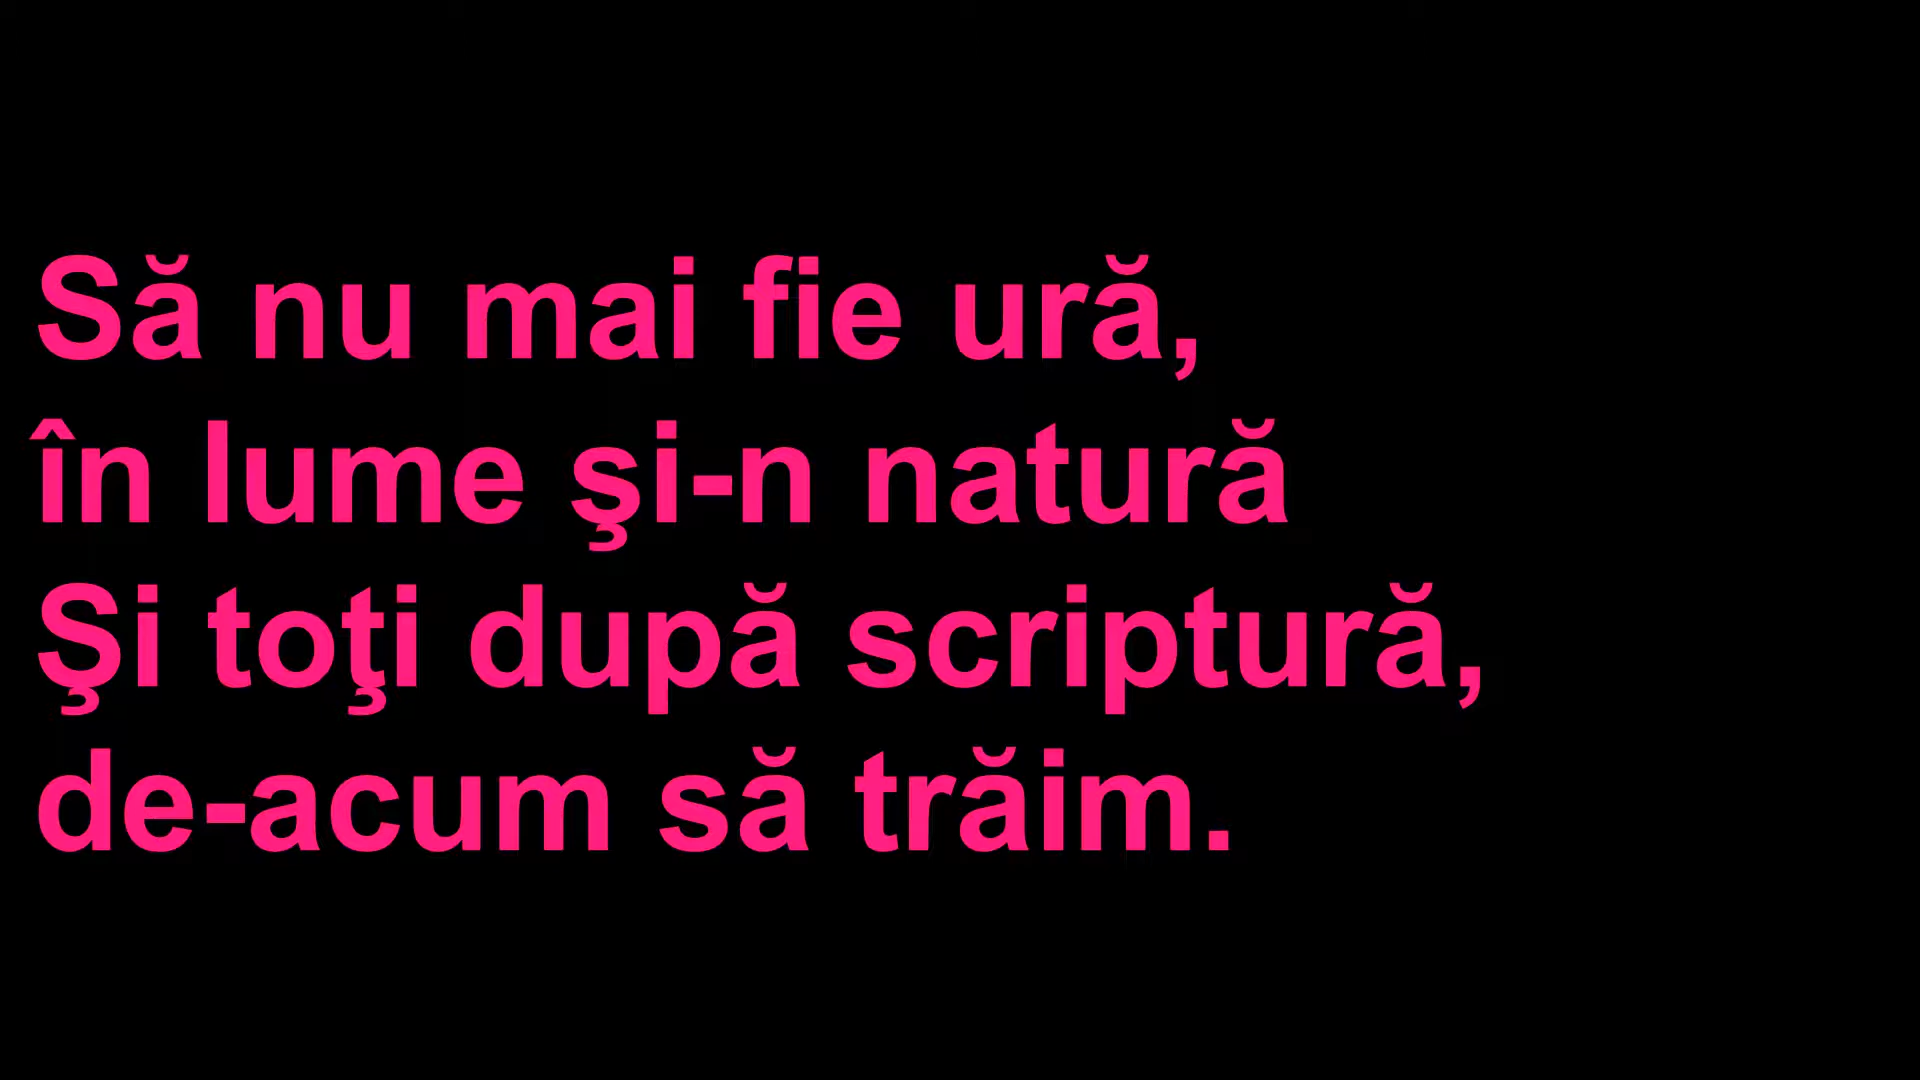 Să nu mai fie ură,
în lume şi-n natură
Şi toţi după scriptură,
de-acum să trăim.